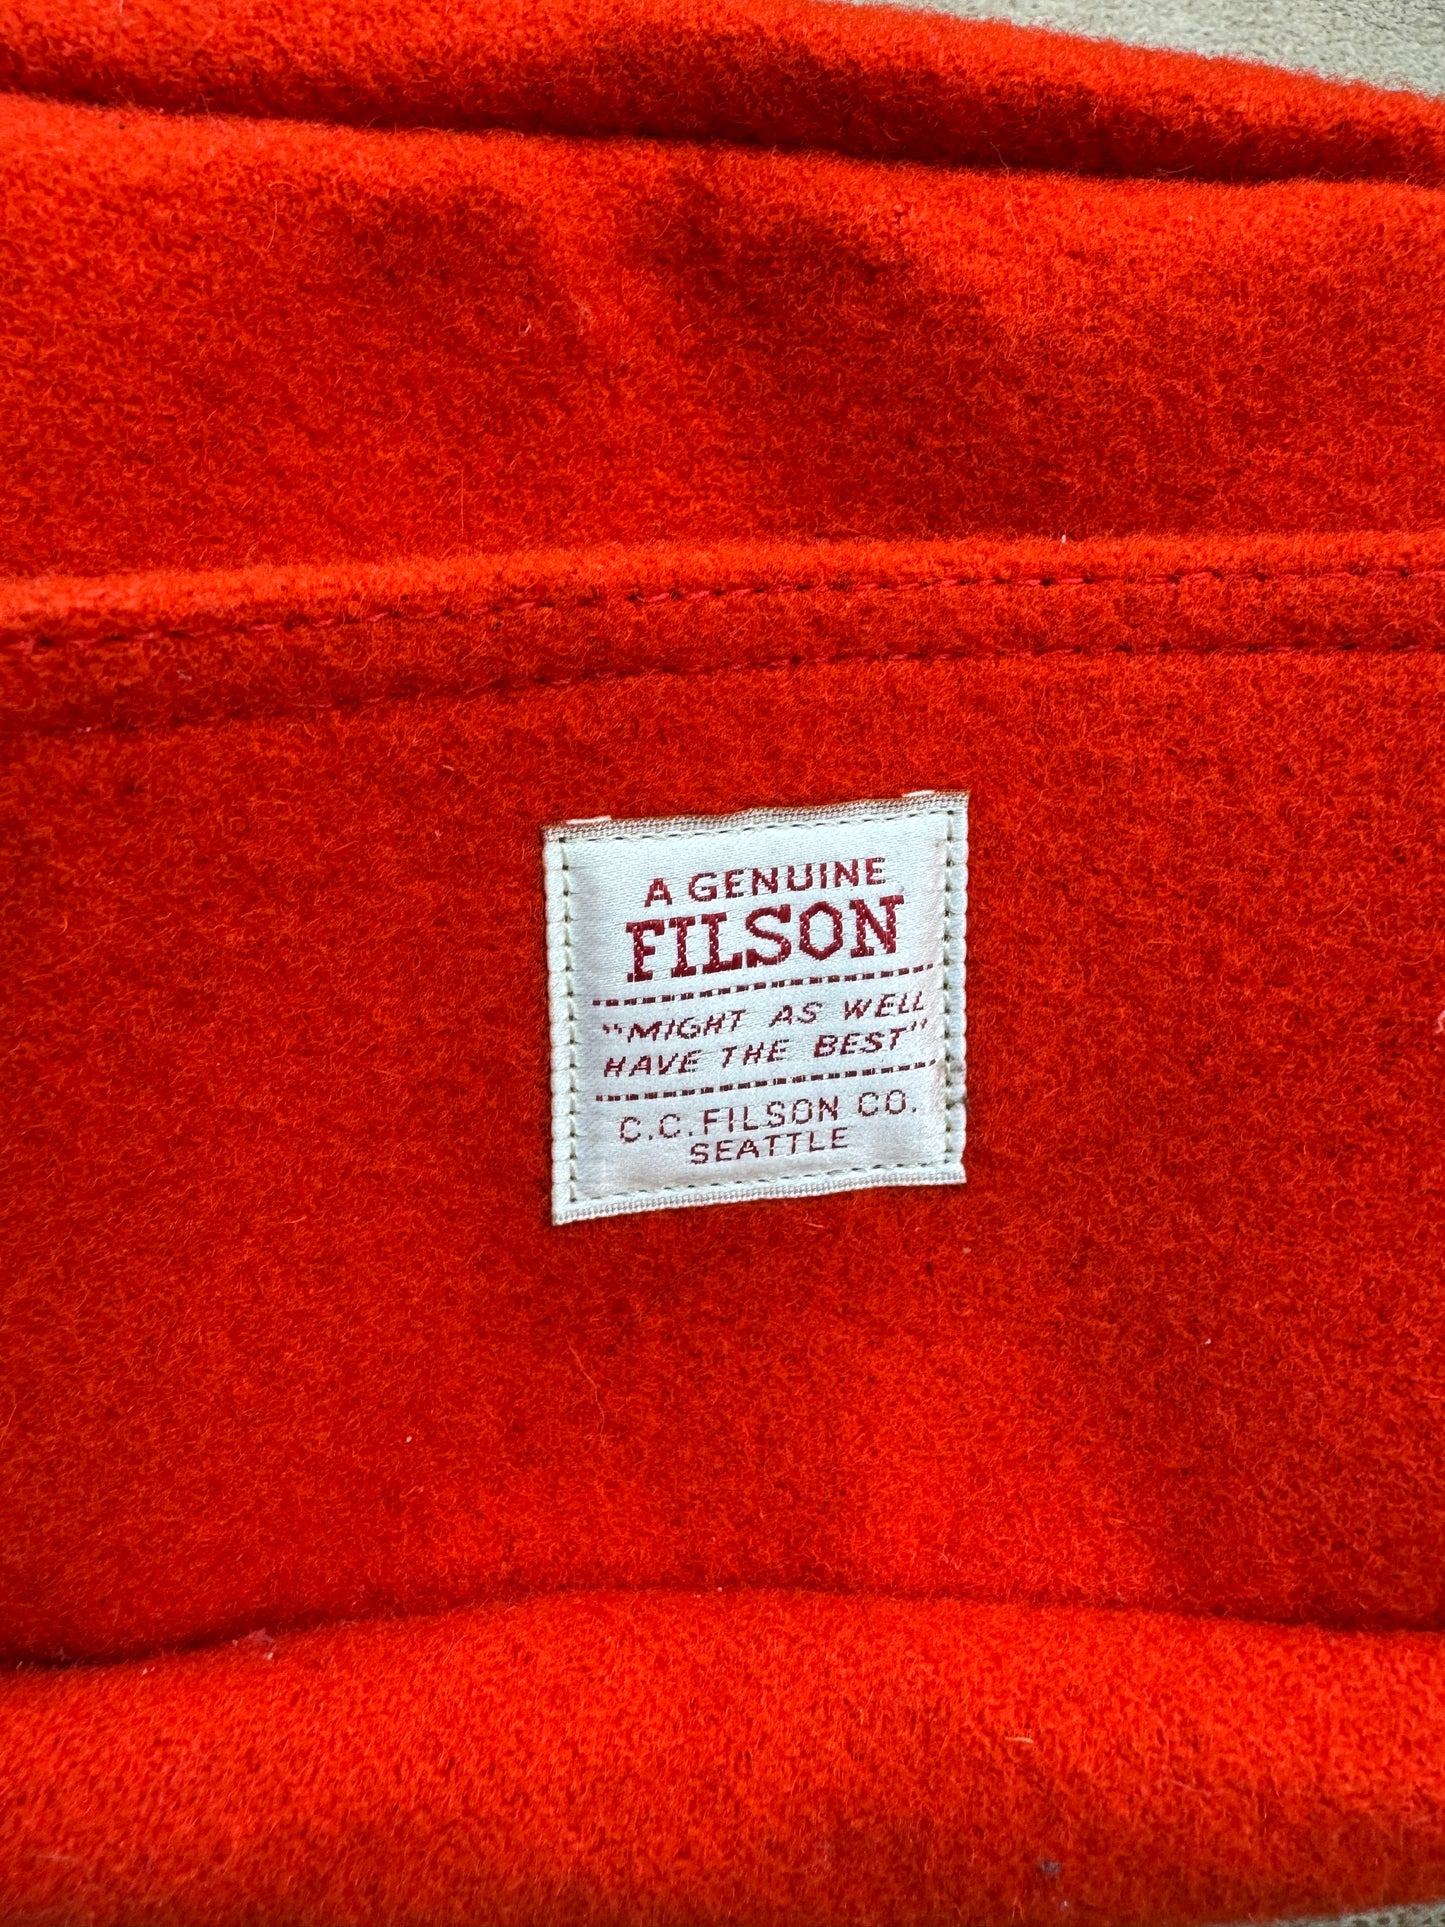 A GENUINE
FILSON
"MIGHT AS WELL
HAVE THE BEST"
C.C. FILSON CO.
SEATTLE